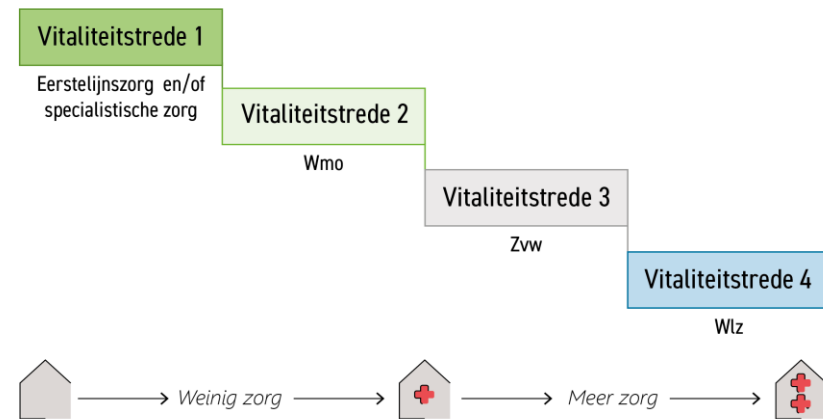 Vitaliteitstrede 1
Eerstelijnszorg en/of
specialistische zorg
Vitaliteitstrede 2
Wmo
Vitaliteitstrede 3
Zvw
Vitaliteitstrede 4
Wlz
Weinig zorg
Meer zorg